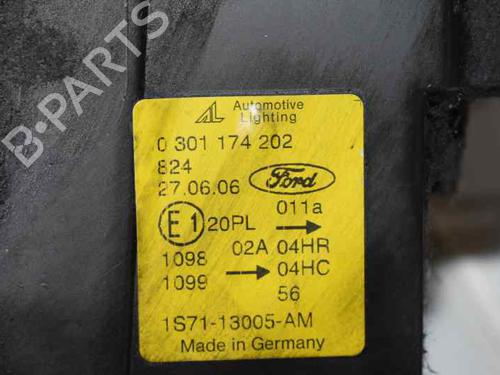 B-PARTS
AL Automotive
Lighting
0 301 174 202
824
27.06.06 Ford
E1 20PL 011a
02A 04HR
1098
1099 04HC
56
1S71-13005-AM
Made in Germany